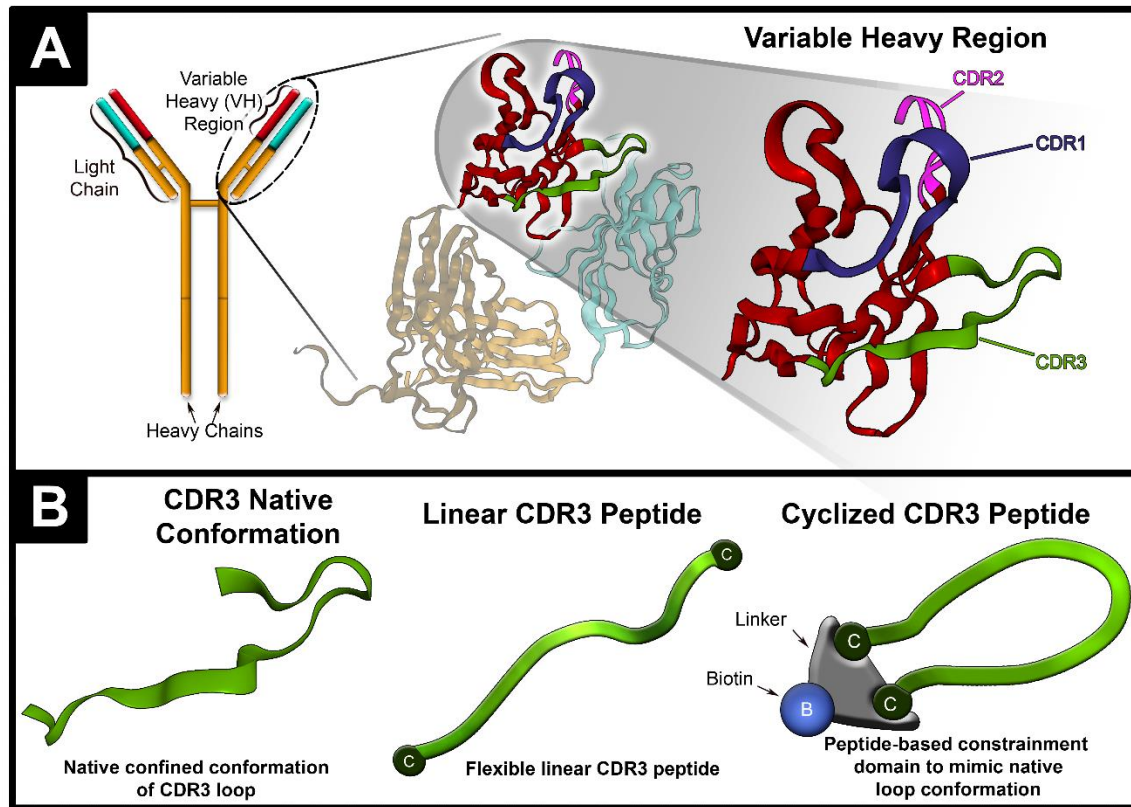 A
Variable Heavy Region
Variable
Heavy (VH)
Region
Light
Chain
Heavy Chains
CDR2
CDR1
CDR3
B
CDR3 Native
Conformation
Native confined conformation
of CDR3 loop
Linear CDR3 Peptide
C
C
Flexible linear CDR3 peptide
Cyclized CDR3 Peptide
Linker
C
Biotin
B
C
Peptide-based constrainment
domain to mimic native
loop conformation